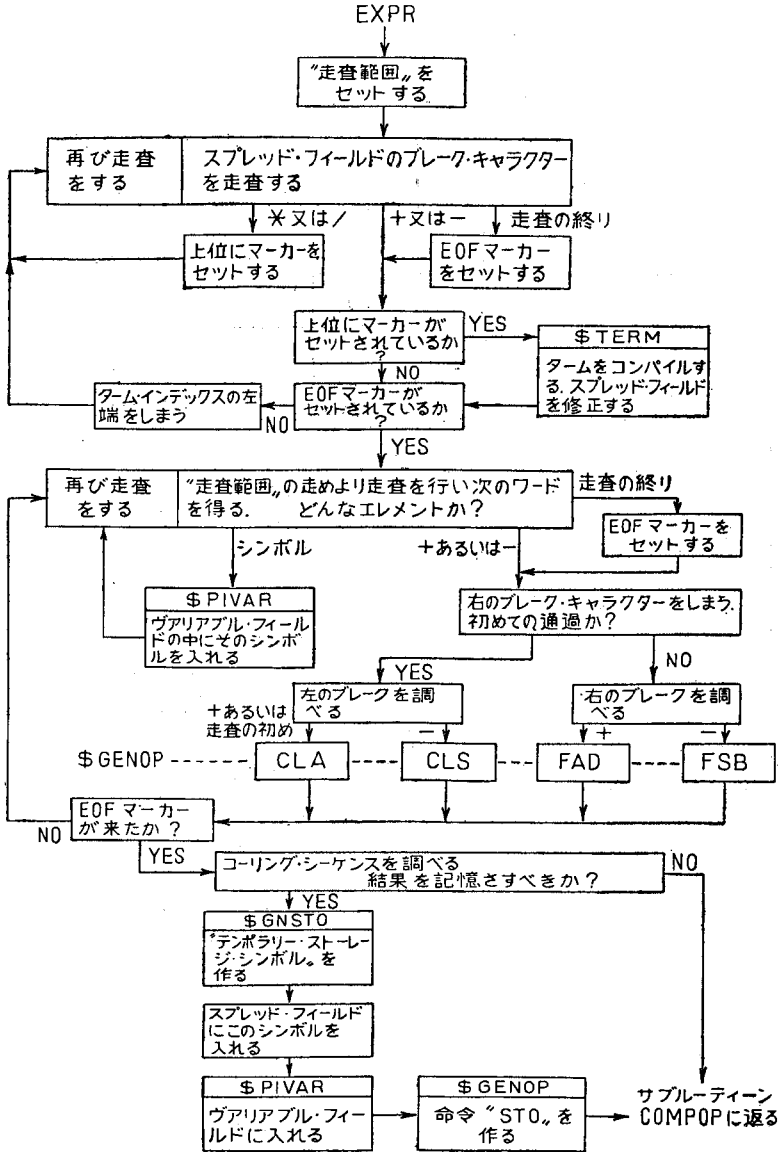 EXPR
〝走査範囲〟を
セットする
再び走査
をする
スプレッド・フィールドのブレーク・キャラクター
を走査する
*又は/
+又は-
走査の終り
上位にマーカーを
セットする
EOFマーカー
をセットする
上位にマーカーが
セットされているか
?
YES
$TERM
タームをコンパイルす
る.スプレッド・フィールド
を修正する
NO
ターム・インデックスの左
端をしまう
NO
EOFマーカーが
セットされているか
?
YES
再び走査
をする
〝走査範囲〟の走めより走査を行い次のワード
を得る. どんなエレメントか?
走査の終り
EOFマーカーを
セットする
シンボル
+あるいは-
$PIVAR
ヴァリアブル・フィール
ドの中にそのシンボ
ルを入れる
右のブレーク・キャラクターをしまう.
初めての通過か?
YES
NO
左のブレークを調
べる
右のブレークを調
べる
+あるいは
走査の初め
-
+
-
$GENOP
CLA
CLS
FAD
FSB
EOFマーカー
が来たか?
NO
YES
コーリング・シーケンスを調べる
結果を記憶さすべきか?
NO
YES
$GNSTO
〝テンポラリー・ストーレー
ジ・シンボル〟を
作る
スプレッド・フィールド
にこのシンボルを
入れる
$PIVAR
ヴァリアブル・フィー
ルドに入れる
$GENOP
命令〝STO〟を
作る
サブルーティーン
COMPOPに返る